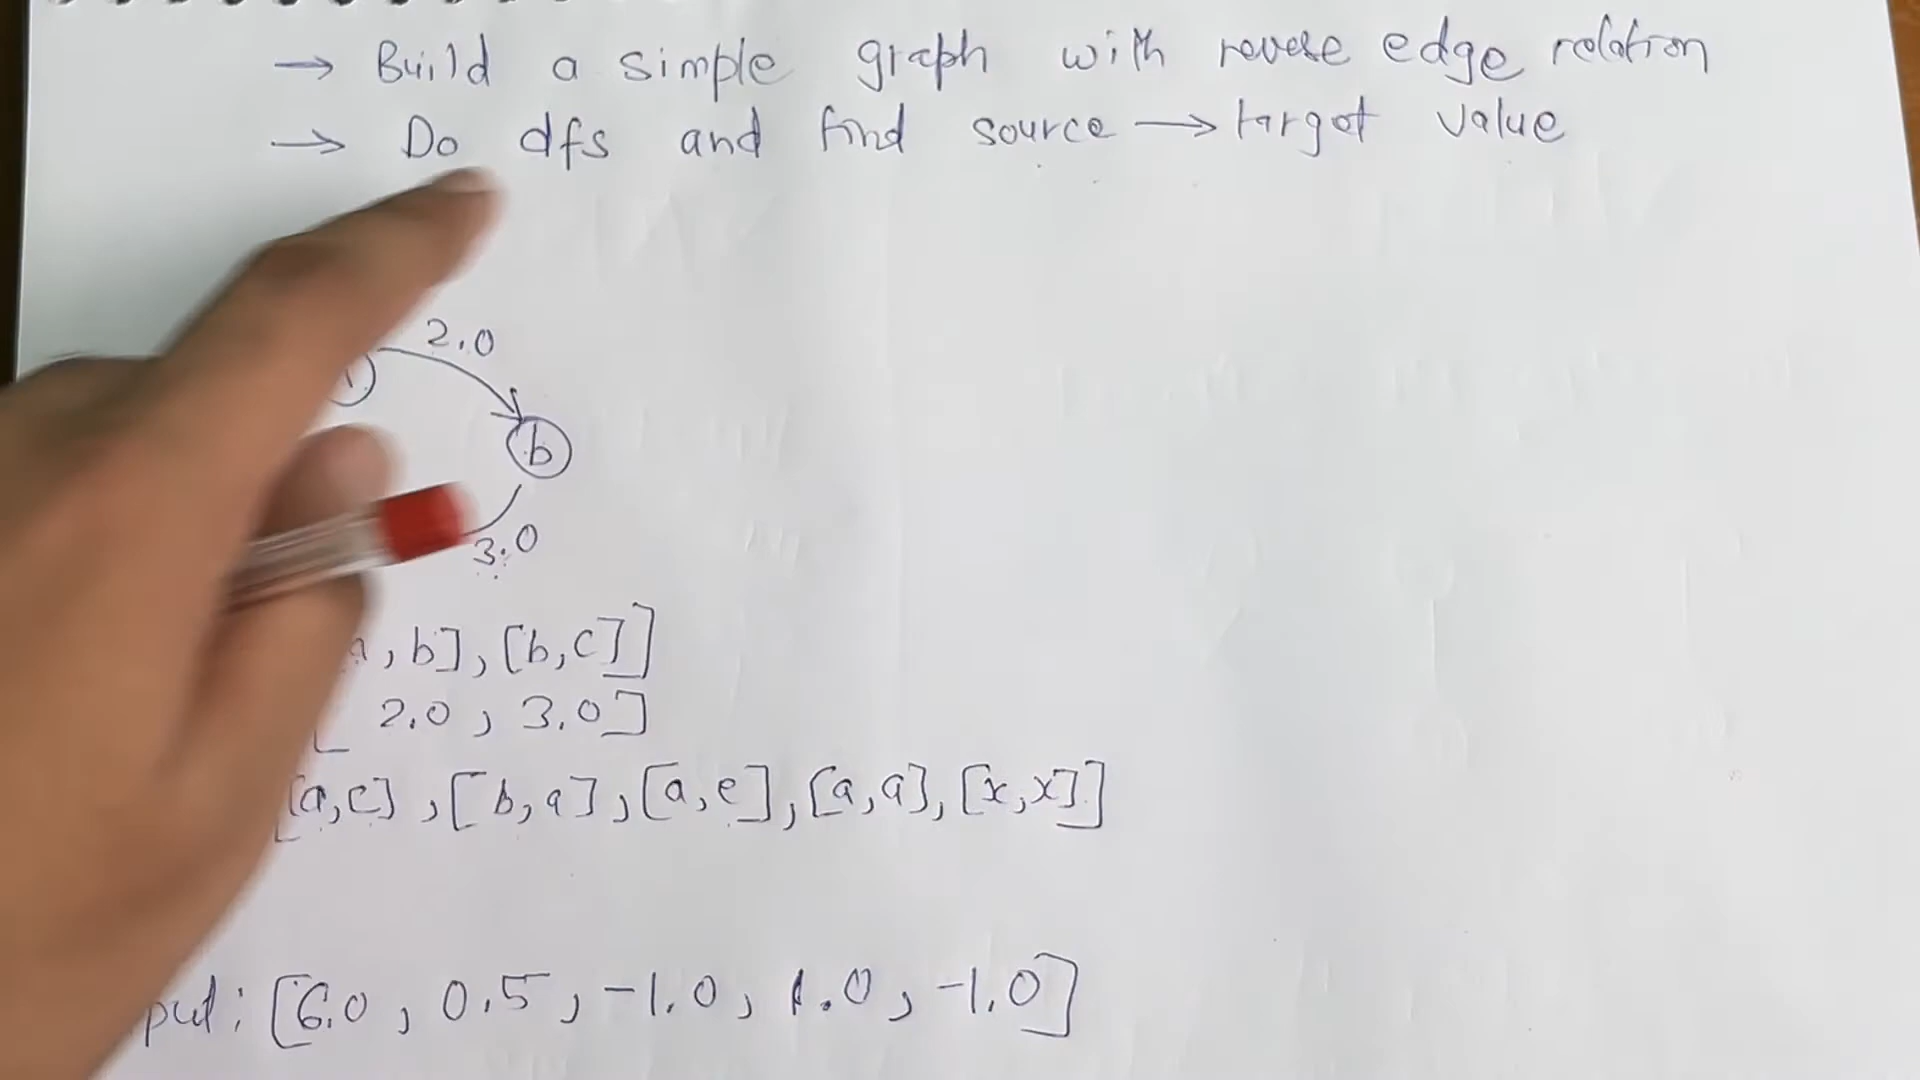 → Build a simple graph with reverse edge relation
→ Do dfs and find source → target value
2.0
b
3.0
a, b], [b,c]]
[ 2.0 , 3.0]
[a,c] , [b,a] , [a,e] , [a,a], [x,x]]
put : [6.0 , 0.5 , -1.0 , 1.0 , -1.0]